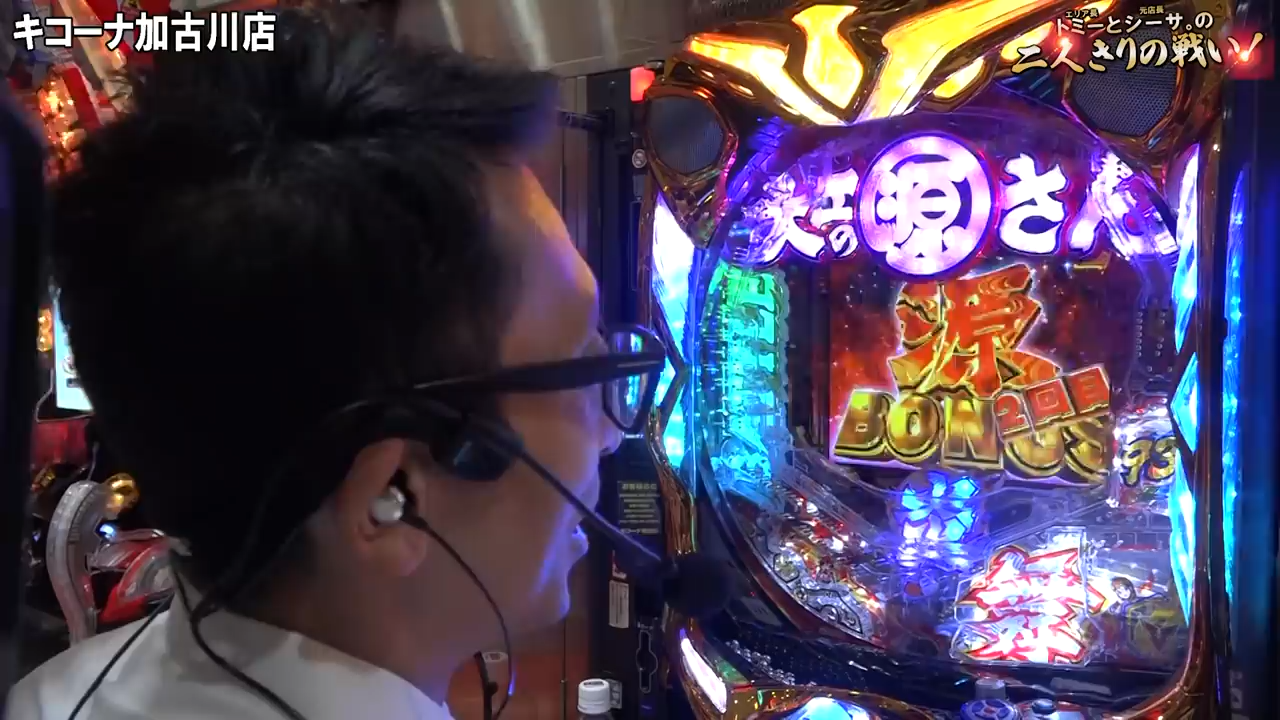 キコーナ加古川店
エリア長 元店長
トミーとシーサ。の
二人きりの戦い!
大工の源さん
源
BONUS
2回目